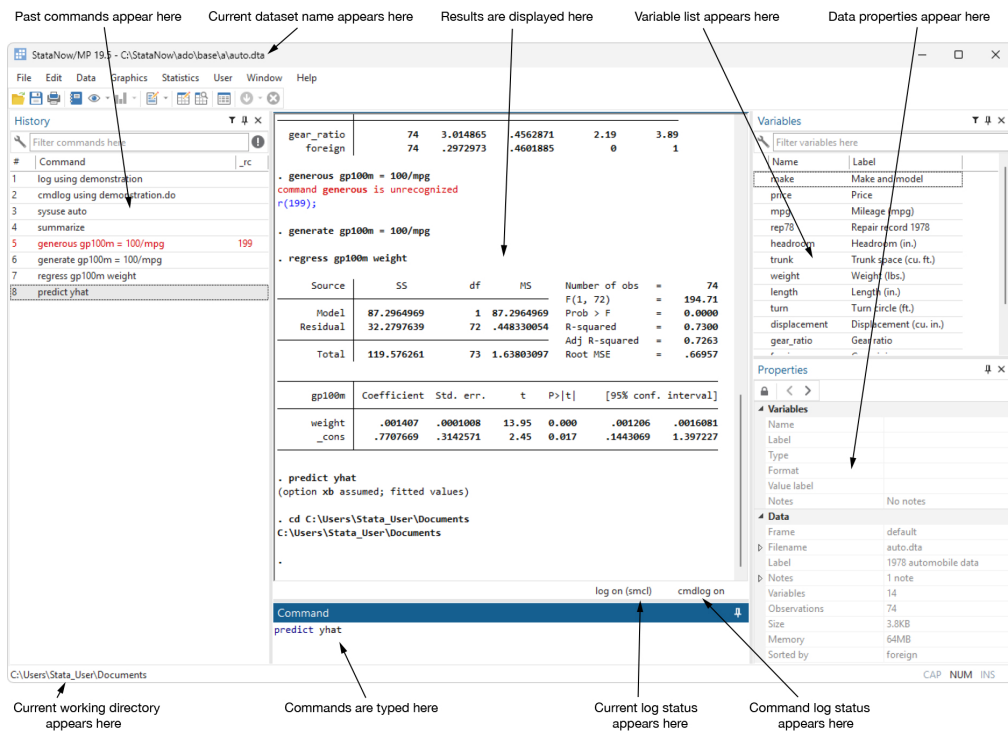 Past commands appear here
Current dataset name appears here
Results are displayed here
Variable list appears here
Data properties appear here
StataNow/MP 19.5 - C:\StataNow\ado\base\a\auto.dta
File Edit Data Graphics Statistics User Window Help
History
Filter commands here
# Command _rc
1 log using demonstration
2 cmdlog using demonstration.do
3 sysuse auto
4 summarize
5 generous gp100m = 100/mpg 199
6 generate gp100m = 100/mpg
7 regress gp100m weight
8 predict yhat
gear_ratio 74 3.014865 .4562871 2.19 3.89
foreign 74 .2972973 .4601885 0 1
. generous gp100m = 100/mpg
command generous is unrecognized
r(199);
. generate gp100m = 100/mpg
. regress gp100m weight
Source SS df MS Number of obs = 74
F(1, 72) = 194.71
Model 87.2964969 1 87.2964969 Prob > F = 0.0000
Residual 32.2797639 72 .448330054 R-squared = 0.7300
Adj R-squared = 0.7263
Total 119.576261 73 1.63803097 Root MSE = .66957
gp100m Coefficient Std. err. t P>|t| [95% conf. interval]
weight .001407 .0001008 13.95 0.000 .001206 .0016081
_cons .7707669 .3142571 2.45 0.017 .1443069 1.397227
. predict yhat
(option xb assumed; fitted values)
. cd C:\Users\Stata_User\Documents
C:\Users\Stata_User\Documents
.
log on (smcl) cmdlog on
Command
predict yhat
Variables
Filter variables here
Name Label
make Make and model
price Price
mpg Mileage (mpg)
rep78 Repair record 1978
headroom Headroom (in.)
trunk Trunk space (cu. ft.)
weight Weight (lbs.)
length Length (in.)
turn Turn circle (ft.)
displacement Displacement (cu. in.)
gear_ratio Gear ratio
Properties
Variables
Name
Label
Type
Format
Value label
Notes No notes
Data
Frame default
Filename auto.dta
Label 1978 automobile data
Notes 1 note
Variables 14
Observations 74
Size 3.8KB
Memory 64MB
Sorted by foreign
C:\Users\Stata_User\Documents
CAP NUM INS
Current working directory
appears here
Commands are typed here
Current log status
appears here
Command log status
appears here